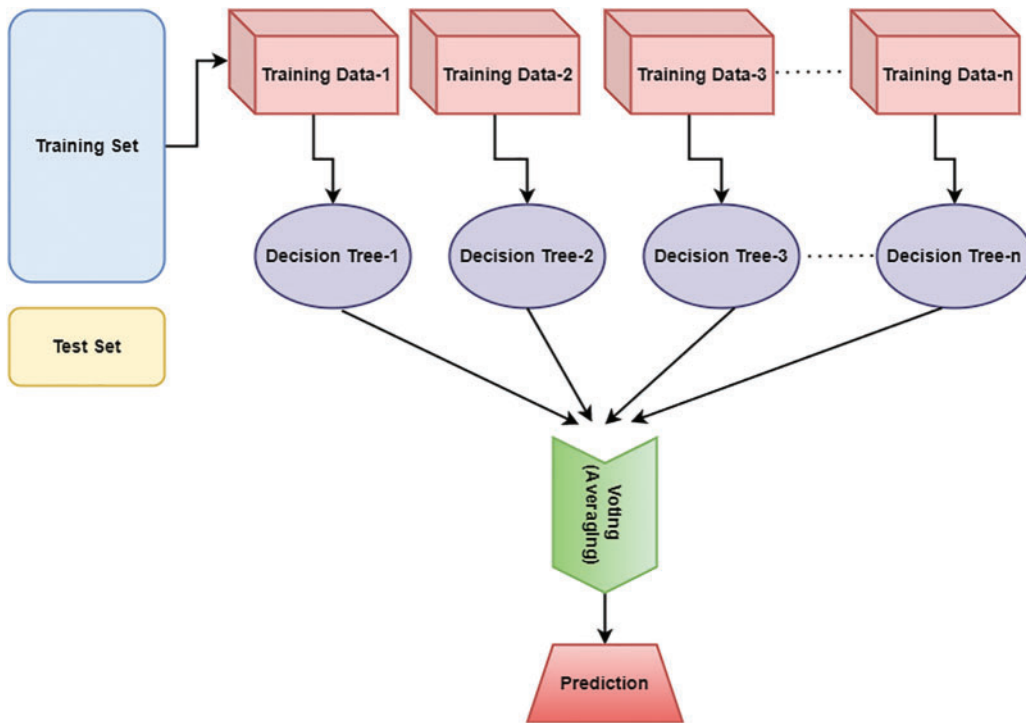 Training Data-1
Training Data-2
Training Data-3
Training Data-n
Training Set
Decision Tree-1
Decision Tree-2
Decision Tree-3
Decision Tree-n
Test Set
Voting
(Averaging)
Prediction